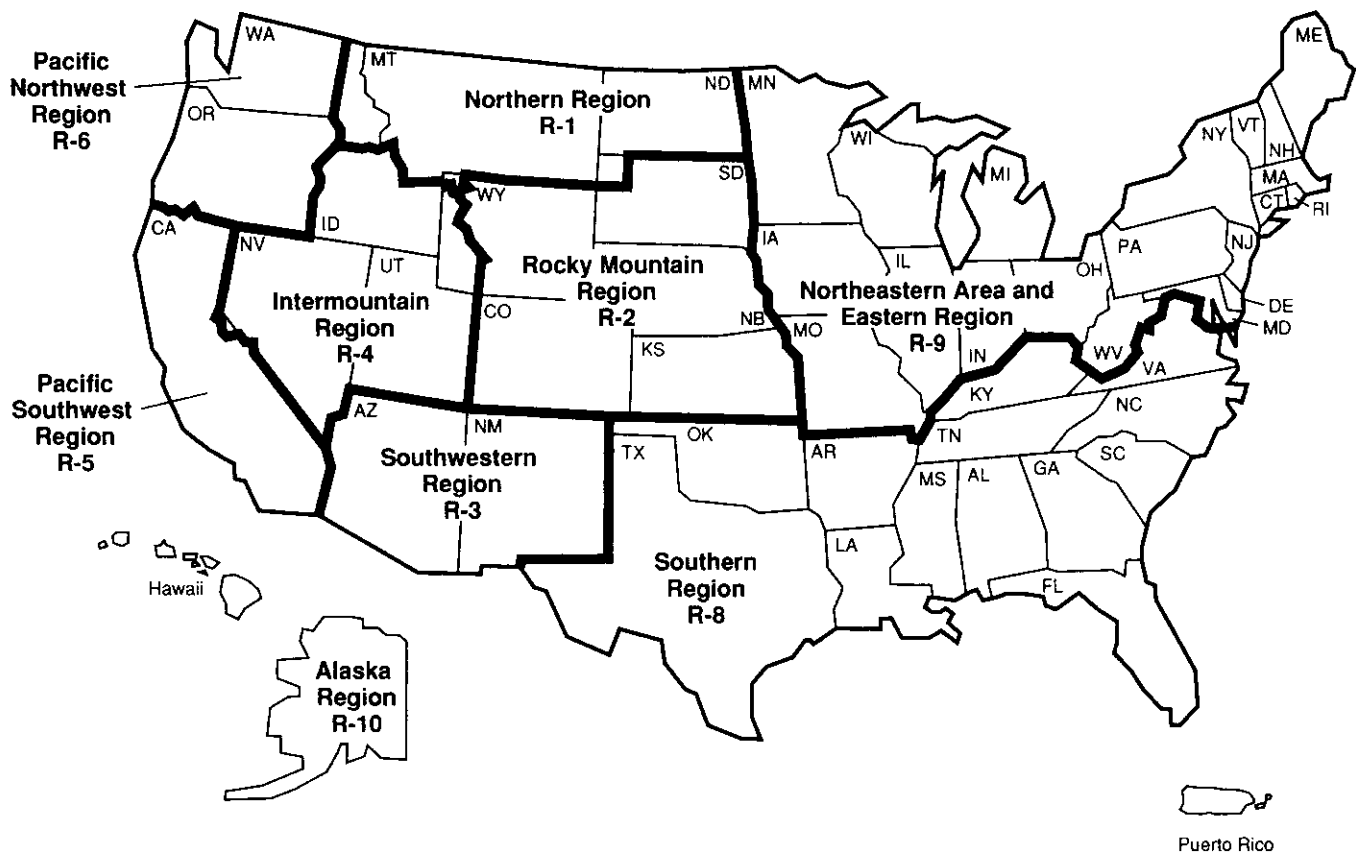 WA
Pacific
Northwest
Region
R-6
OR
MT
Northern Region
R-1
ND
MN
WI
MI
ME
NY
VT
NH
MA
CT
RI
SD
WY
ID
CA
NV
UT
IA
IL
OH
PA
NJ
DE
MD
Rocky Mountain
Region
R-2
Intermountain
Region
R-4
CO
NB
MO
KS
Northeastern Area and
Eastern Region
R-9
IN
WV
VA
KY
NC
TN
SC
Pacific
Southwest
Region
R-5
AZ
NM
Southwestern
Region
R-3
OK
TX
AR
MS
AL
GA
LA
FL
Southern
Region
R-8
Hawaii
Alaska
Region
R-10
Puerto Rico